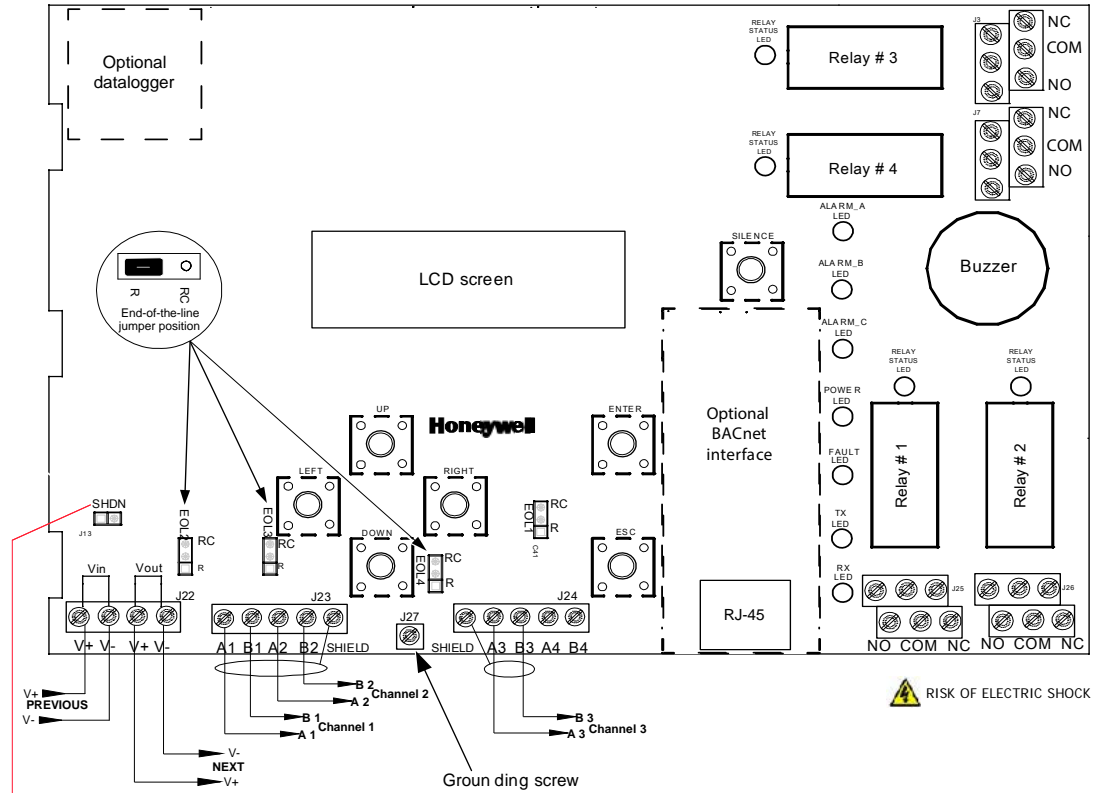 Optional
datalogger
RELAY
STATUS
LED
Relay # 3
J3
NC
COM
NO
RELAY
STATUS
LED
Relay # 4
J7
NC
COM
NO
ALARM_A
LED
SILENCE
ALARM_B
LED
Buzzer
LCD screen
R
RC
End-of-the-line
jumper position
ALARM_C
LED
RELAY
STATUS
LED
RELAY
STATUS
LED
POWER
LED
UP
Honeywell
ENTER
Optional
BACnet
interface
FAULT
LED
Relay # 1
Relay # 2
LEFT
RIGHT
SHDN
J13
EOL2
RC
R
EOL3
RC
R
DOWN
EOL4
RC
R
EOL1
RC
R
ESC
TX
LED
RX
LED
Vin
Vout
J22
J23
J27
J24
RJ-45
J25
J26
V+ V- V+ V-
A1 B1 A2 B2 SHIELD
SHIELD A3 B3 A4 B4
NO COM NC
NO COM NC
V+
PREVIOUS
V-
B 2
Channel 2
A 2
B 1
Channel 1
A 1
B 3
Channel 3
A 3
RISK OF ELECTRIC SHOCK
V-
NEXT
V+
Groun ding screw